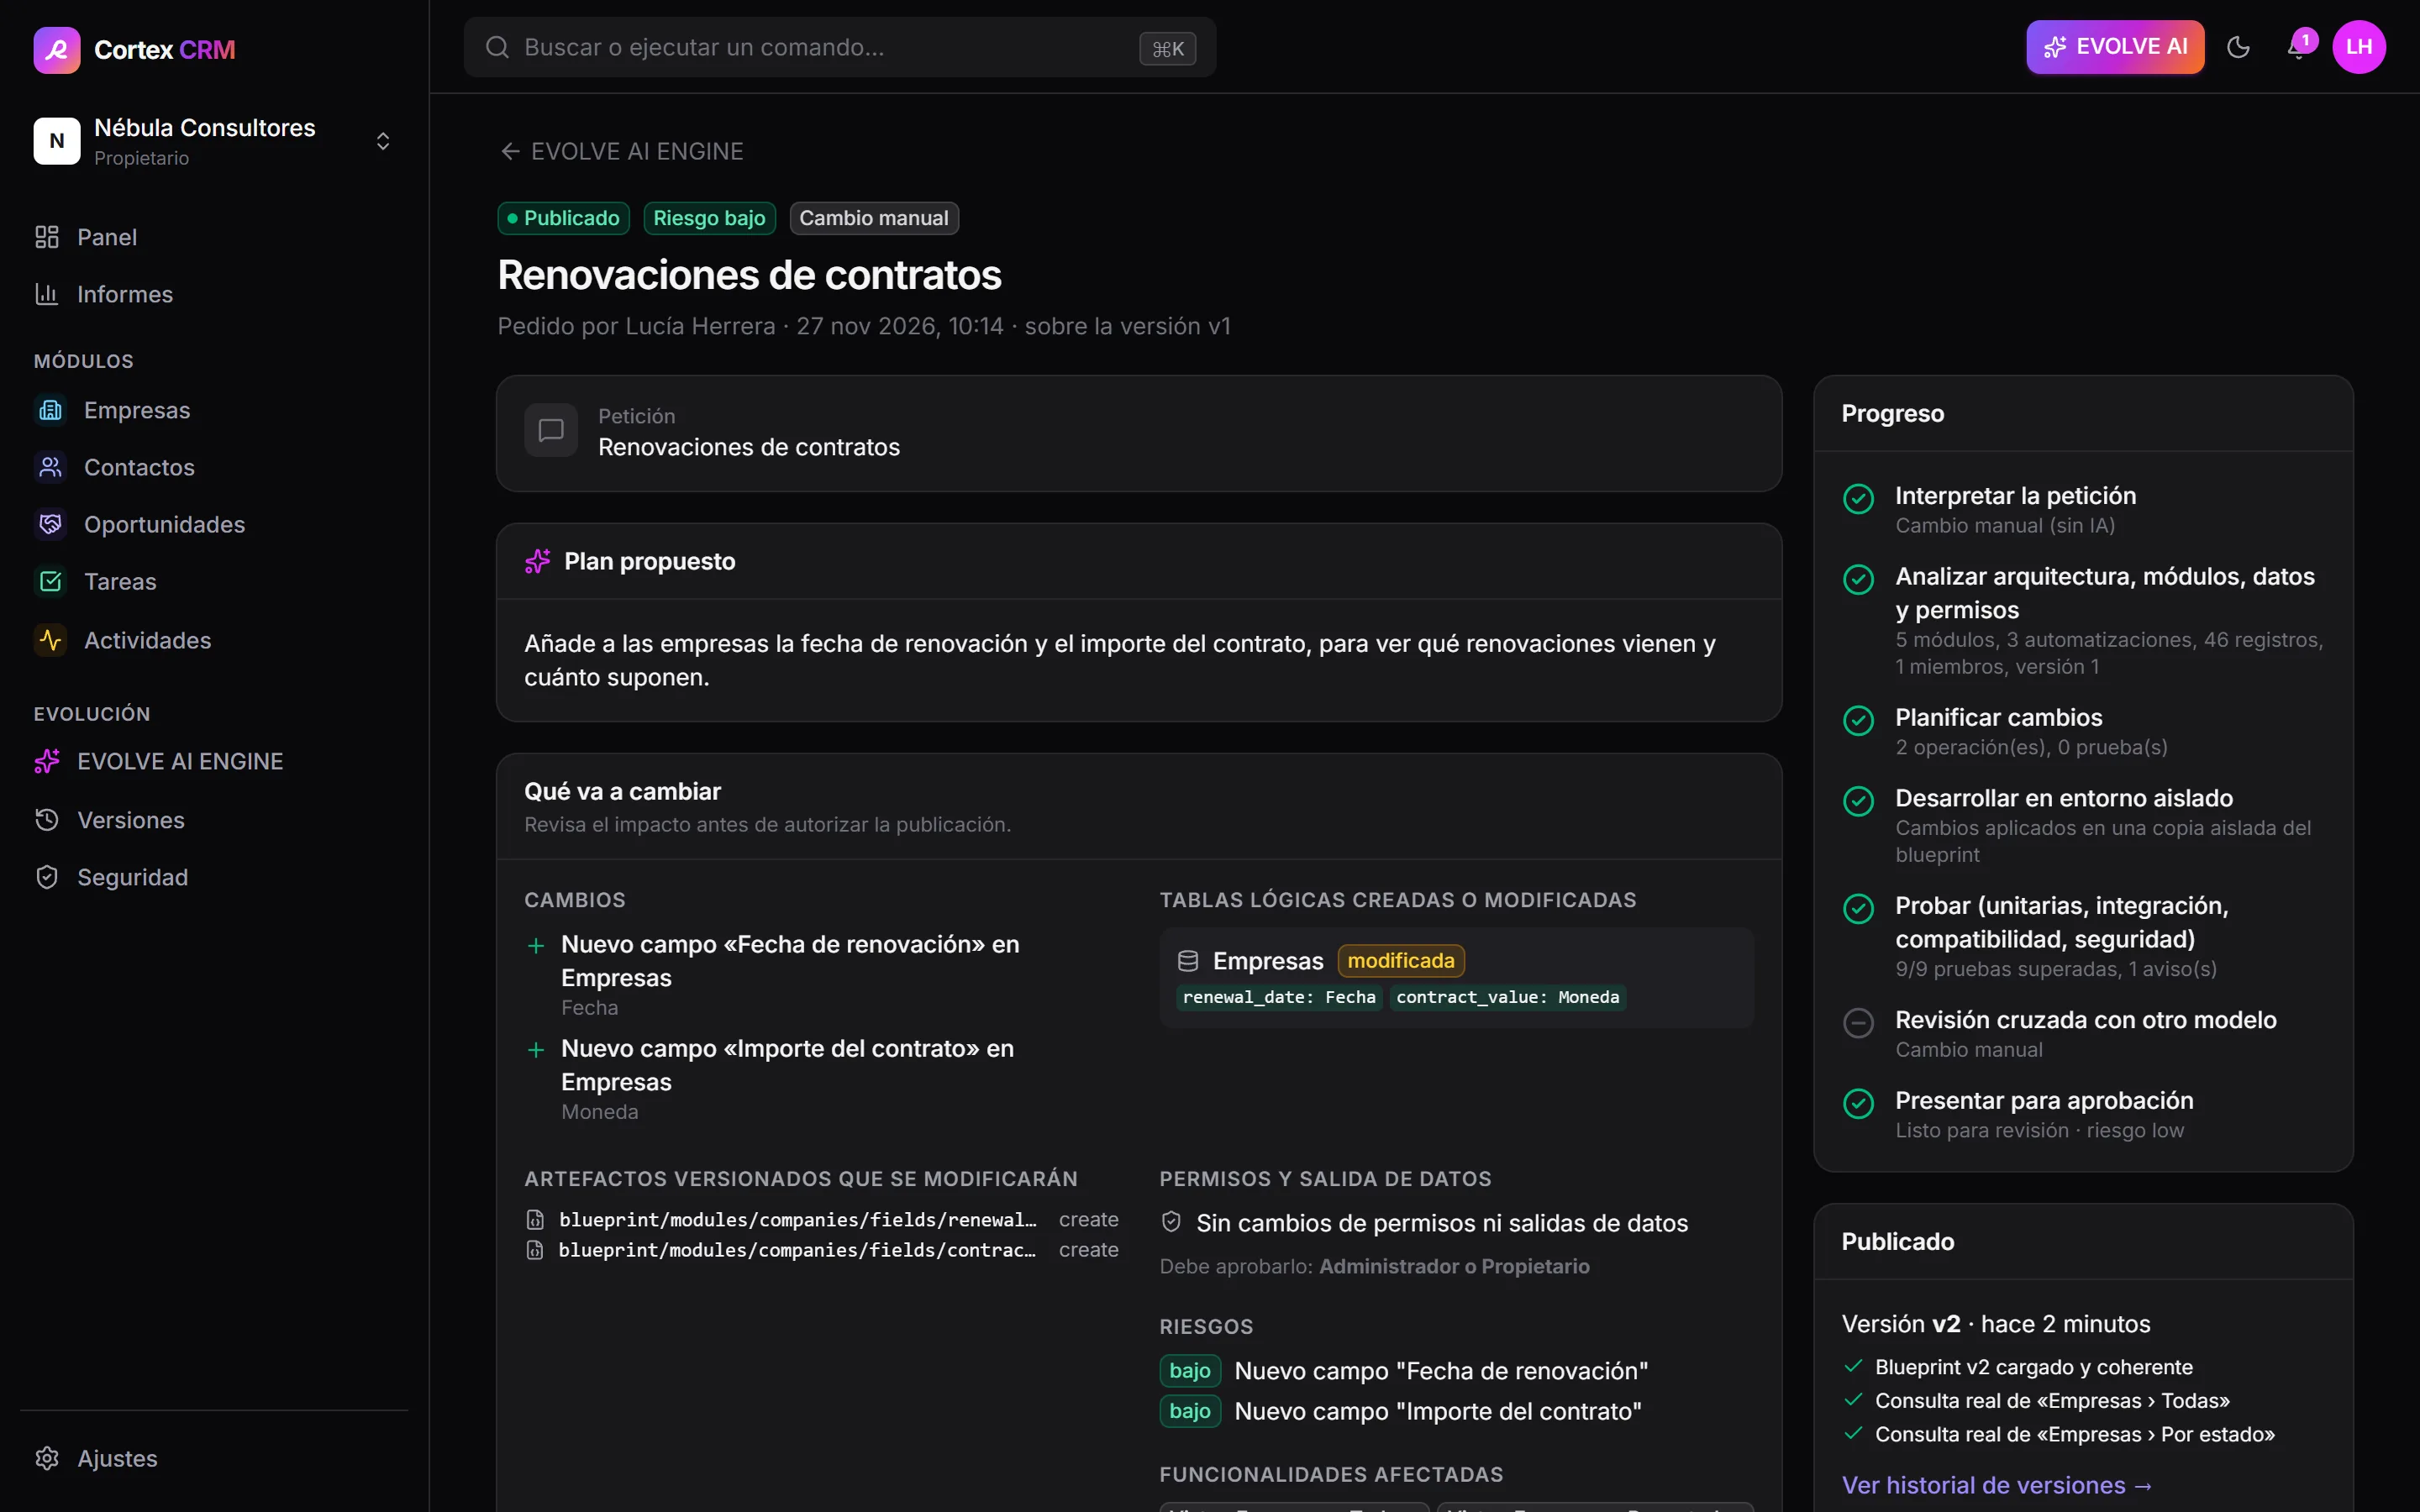 Cortex CRM
Nébula Consultores
Propietario
Panel
Informes
MÓDULOS
Empresas
Contactos
Oportunidades
Tareas
Actividades
EVOLUCIÓN
EVOLVE AI ENGINE
Versiones
Seguridad
Ajustes
N
Buscar o ejecutar un comando...
⌘K
EVOLVE AI
1
LH
← EVOLVE AI ENGINE
Publicado
Riesgo bajo
Cambio manual
Renovaciones de contratos
Pedido por Lucía Herrera · 27 nov 2026, 10:14 · sobre la versión v1
Petición
Renovaciones de contratos
Plan propuesto
Añade a las empresas la fecha de renovación y el importe del contrato, para ver qué renovaciones vienen y
cuánto suponen.
Qué va a cambiar
Revisa el impacto antes de autorizar la publicación.
CAMBIOS
+ Nuevo campo «Fecha de renovación» en
Empresas
Fecha
+ Nuevo campo «Importe del contrato» en
Empresas
Moneda
TABLAS LÓGICAS CREADAS O MODIFICADAS
Empresas modificada
renewal_date: Fecha contract_value: Moneda
ARTEFACTOS VERSIONADOS QUE SE MODIFICARÁN
blueprint/modules/companies/fields/renewal… create
blueprint/modules/companies/fields/contrac… create
PERMISOS Y SALIDA DE DATOS
Sin cambios de permisos ni salidas de datos
Debe aprobarlo: Administrador o Propietario
RIESGOS
bajo Nuevo campo "Fecha de renovación"
bajo Nuevo campo "Importe del contrato"
FUNCIONALIDADES AFECTADAS
Progreso
Interpretar la petición
Cambio manual (sin IA)
Analizar arquitectura, módulos, datos
y permisos
5 módulos, 3 automatizaciones, 46 registros,
1 miembros, versión 1
Planificar cambios
2 operación(es), 0 prueba(s)
Desarrollar en entorno aislado
Cambios aplicados en una copia aislada del
blueprint
Probar (unitarias, integración,
compatibilidad, seguridad)
9/9 pruebas superadas, 1 aviso(s)
Revisión cruzada con otro modelo
Cambio manual
Presentar para aprobación
Listo para revisión · riesgo low
Publicado
Versión v2 · hace 2 minutos
Blueprint v2 cargado y coherente
Consulta real de «Empresas › Todas»
Consulta real de «Empresas › Por estado»
Ver historial de versiones →